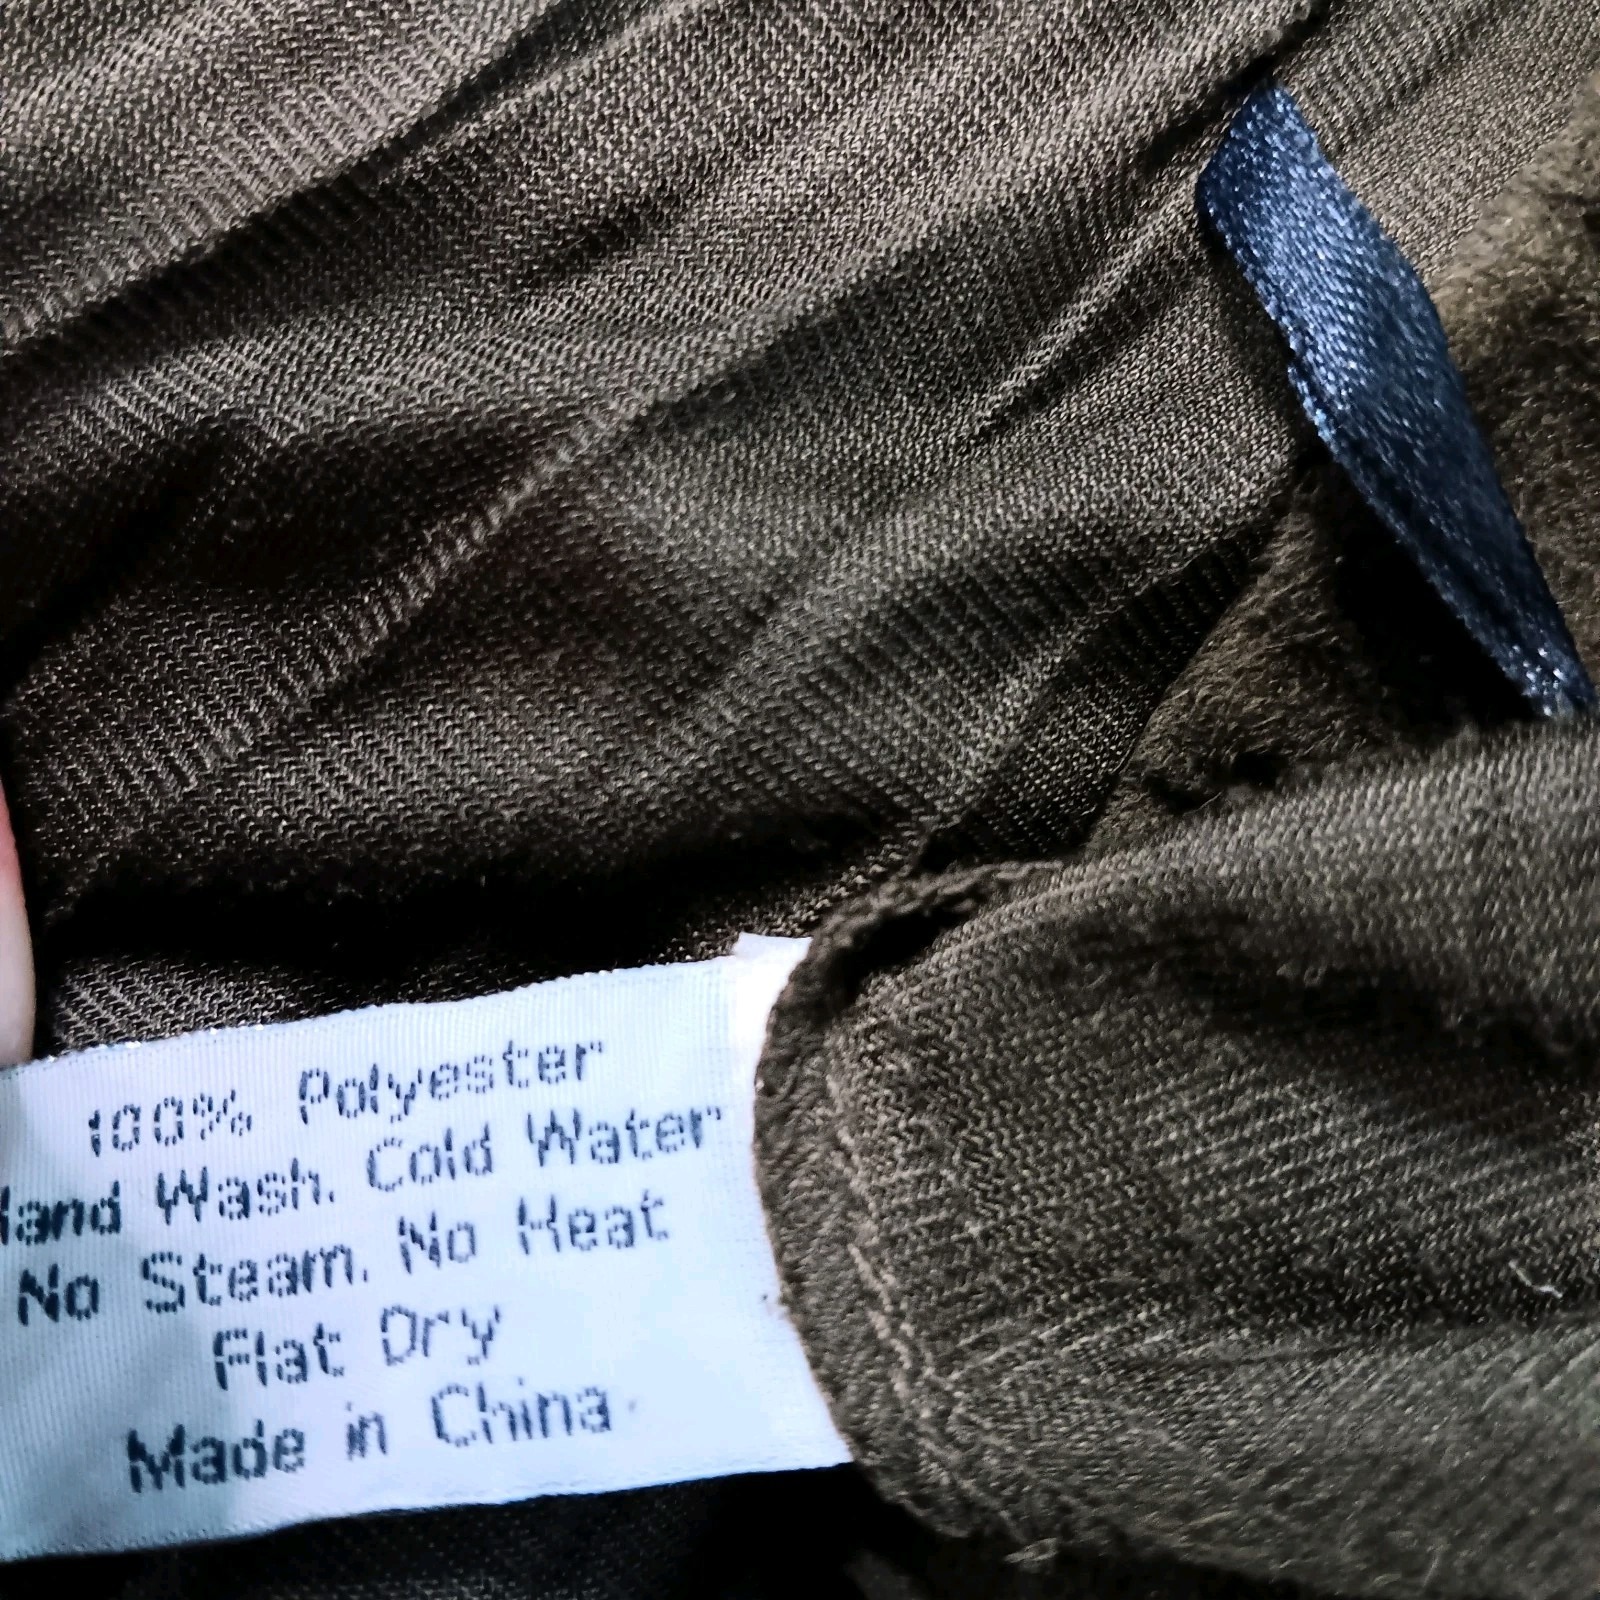 100% Polyester
Hand Wash. Cold Water
No Steam. No Heat
Flat Dry
Made in China